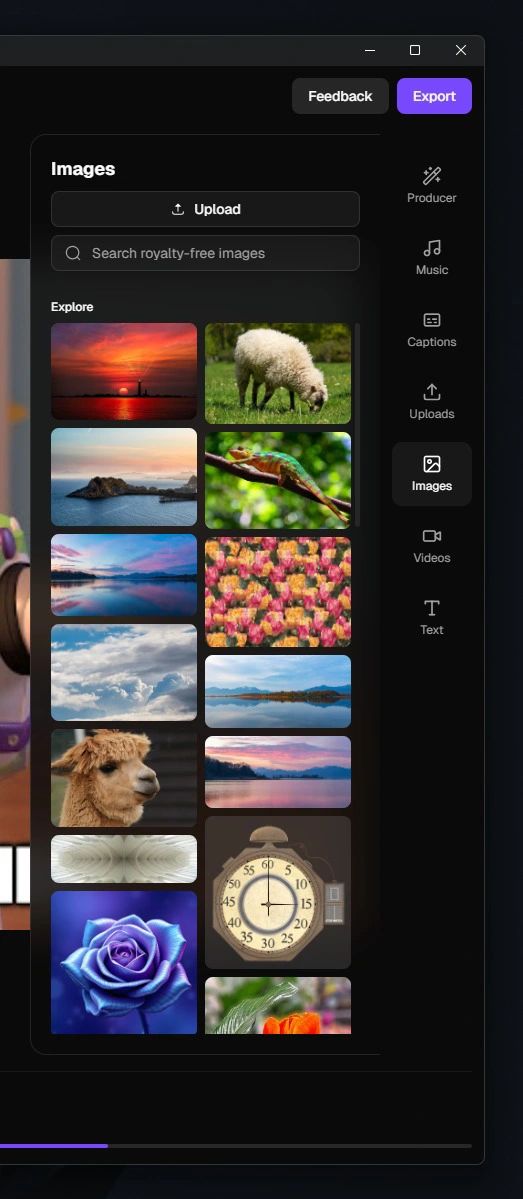 Feedback
Export
Images
Upload
Search royalty-free images
Explore
Producer
Music
Captions
Uploads
Images
Videos
Text
60
5
10
15
20
25
30
35
40
45
50
55